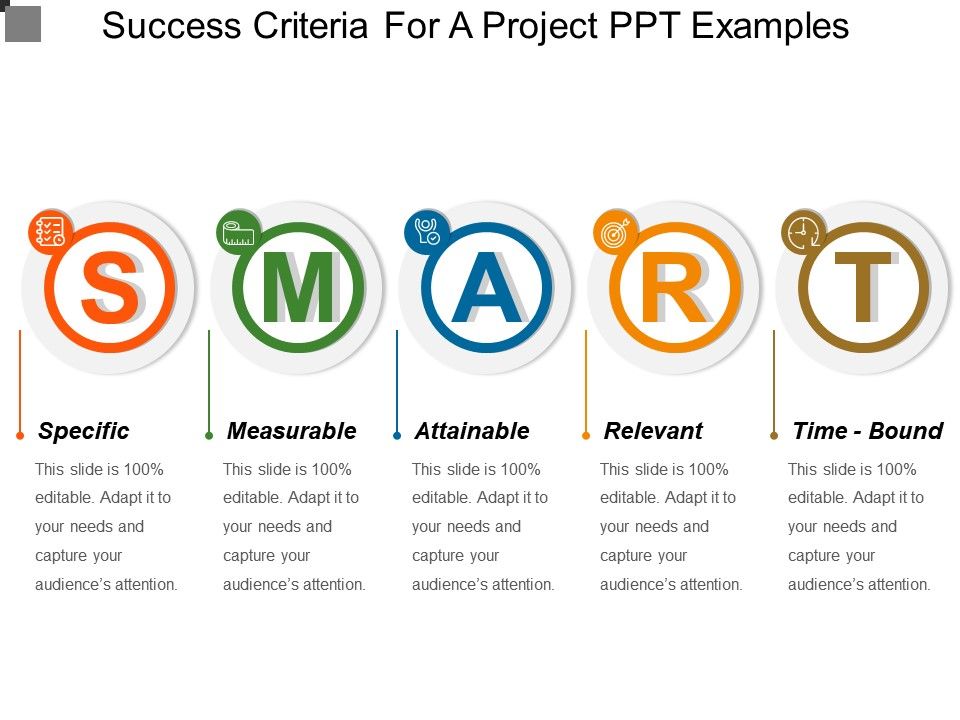 Success Criteria For A Project PPT Examples
S M A R T
Specific
This slide is 100%
editable. Adapt it to
your needs and
capture your
audience’s attention.
Measurable
This slide is 100%
editable. Adapt it to
your needs and
capture your
audience’s attention.
Attainable
This slide is 100%
editable. Adapt it to
your needs and
capture your
audience’s attention.
Relevant
This slide is 100%
editable. Adapt it to
your needs and
capture your
audience’s attention.
Time - Bound
This slide is 100%
editable. Adapt it to
your needs and
capture your
audience’s attention.